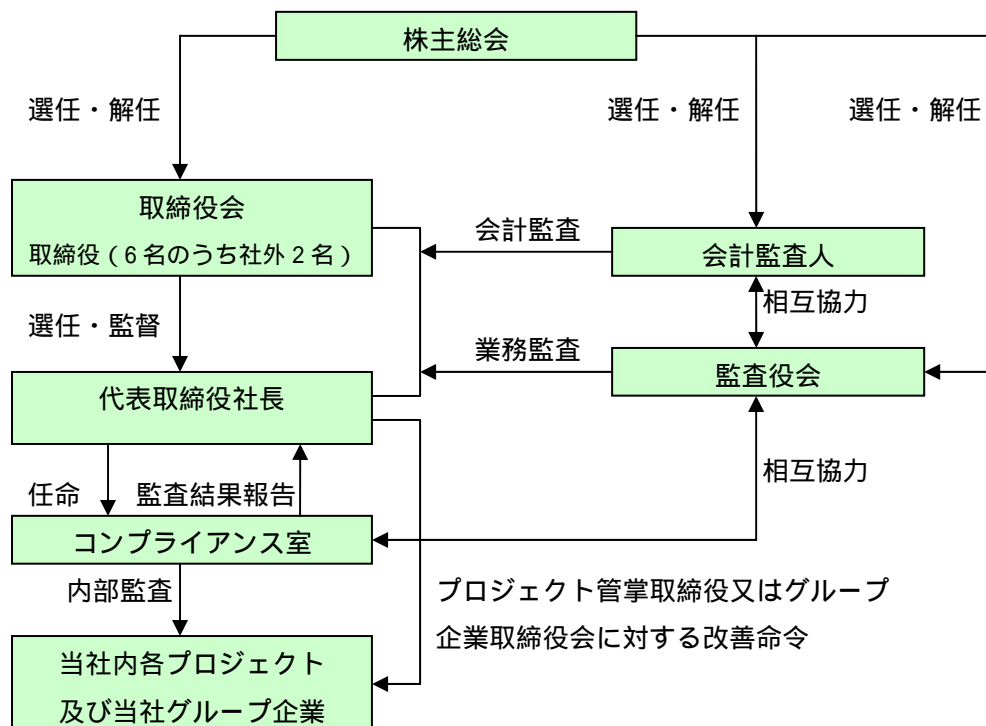 株主総会
選任・解任
選任・解任
選任・解任
取締役会
取締役（6名のうち社外2名）
会計監査
会計監査人
相互協力
選任・監督
業務監査
監査役会
代表取締役社長
相互協力
任命
監査結果報告
コンプライアンス室
内部監査
プロジェクト管掌取締役又はグループ
企業取締役会に対する改善命令
当社内各プロジェクト
及び当社グループ企業